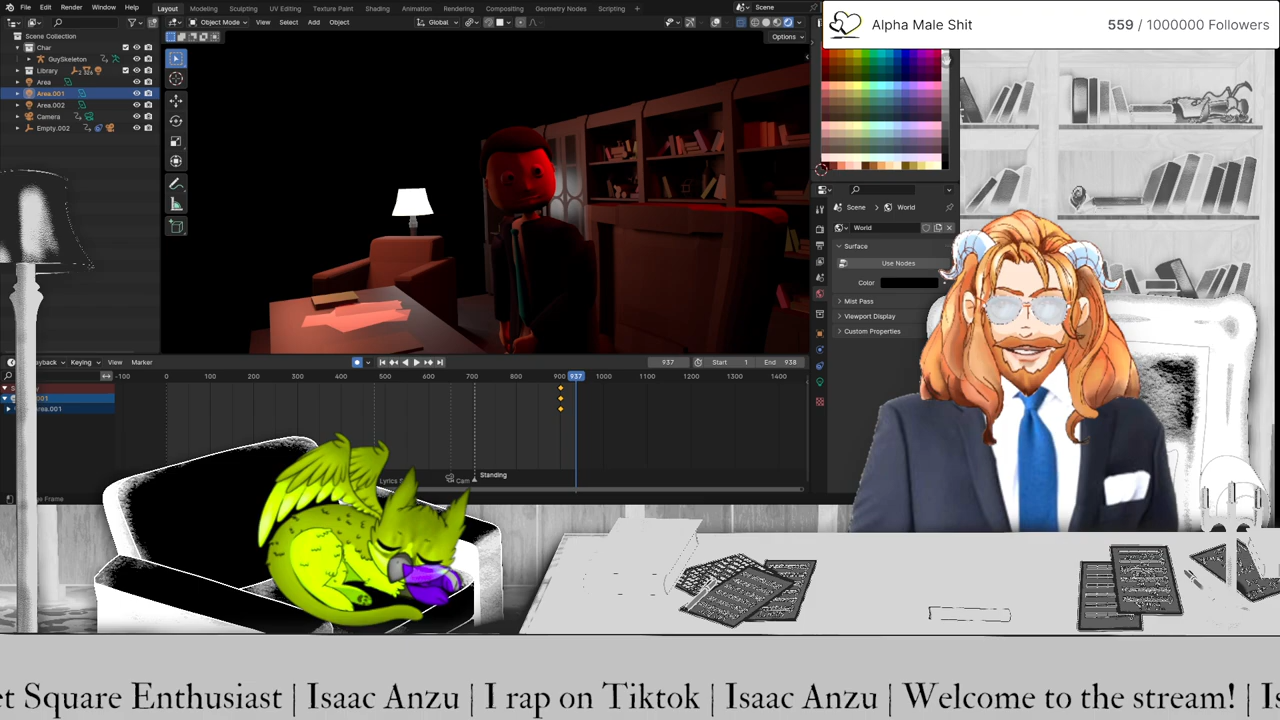 File Edit Render Window Help Layout Modeling Sculpting UV Editing Texture Paint Shading Animation Rendering Compositing Geometry Nodes Scripting Scene
Alpha Male Shit 559 / 1000000 Followers
Object Mode View Select Add Object Global
Options
Scene Collection
Char
GuySkeleton
Library
Area
Area.001
Area.002
Camera
Empty.002
Scene World
World
Surface
Use Nodes
Color
Mist Pass
Viewport Display
Custom Properties
Keying View Marker 937 Start 1 End 938
-100 0 100 200 300 400 500 600 700 800 900 937 1000 1100 1200 1300 1400
Standing
et Square Enthusiast | Isaac Anzu | I rap on Tiktok | Isaac Anzu | Welcome to the stream! | Is